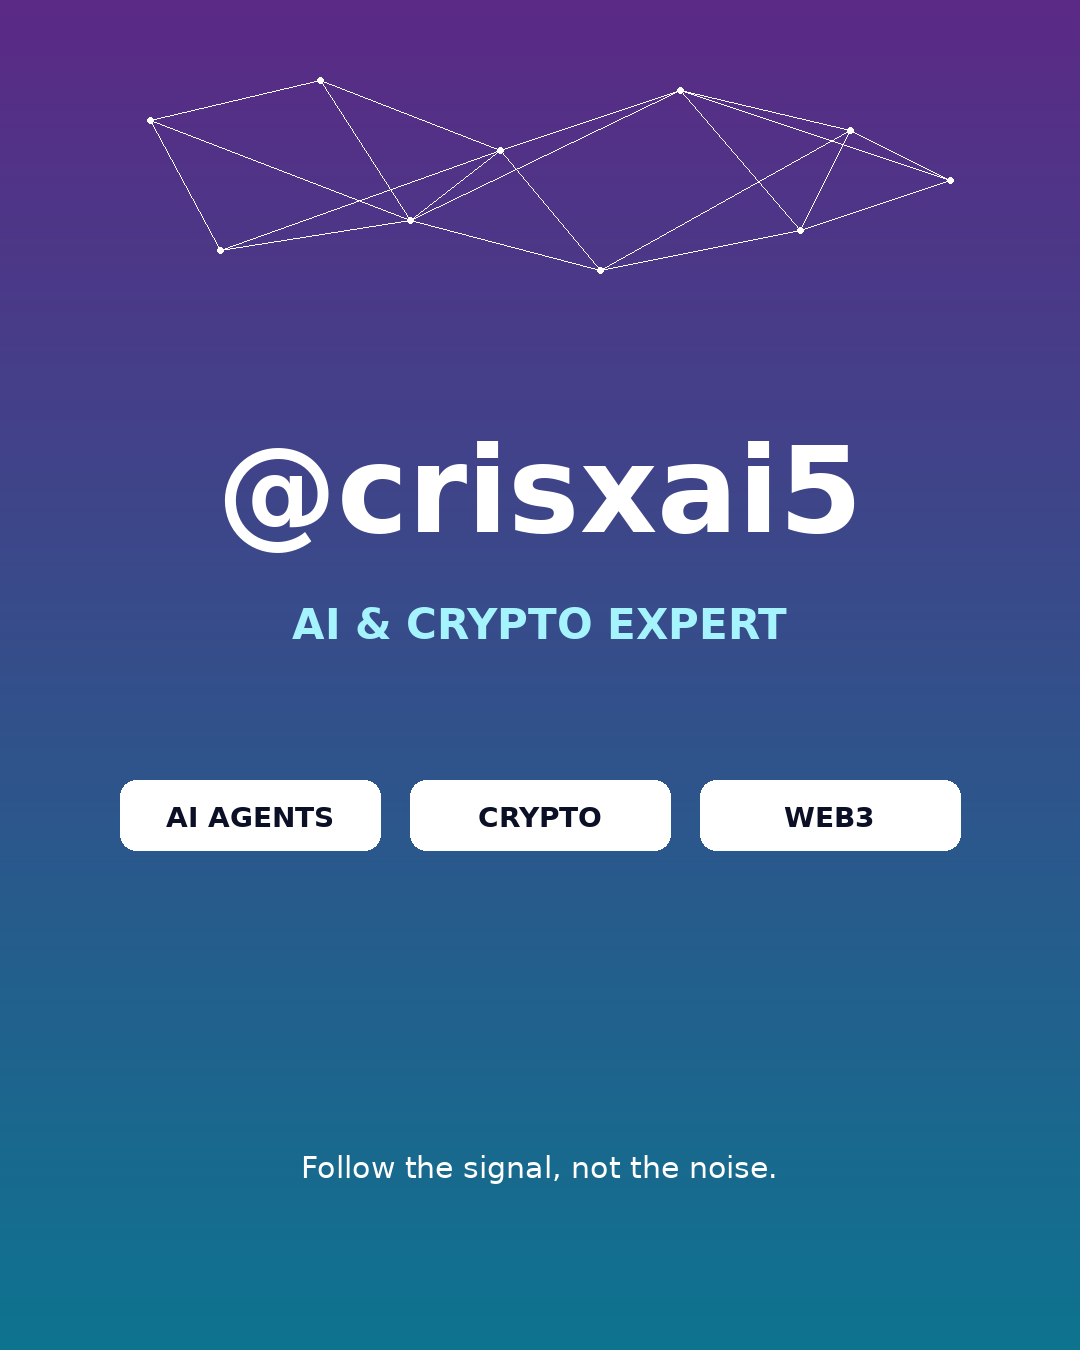 @crisxai5
AI & CRYPTO EXPERT
AI AGENTS
CRYPTO
WEB3
Follow the signal, not the noise.